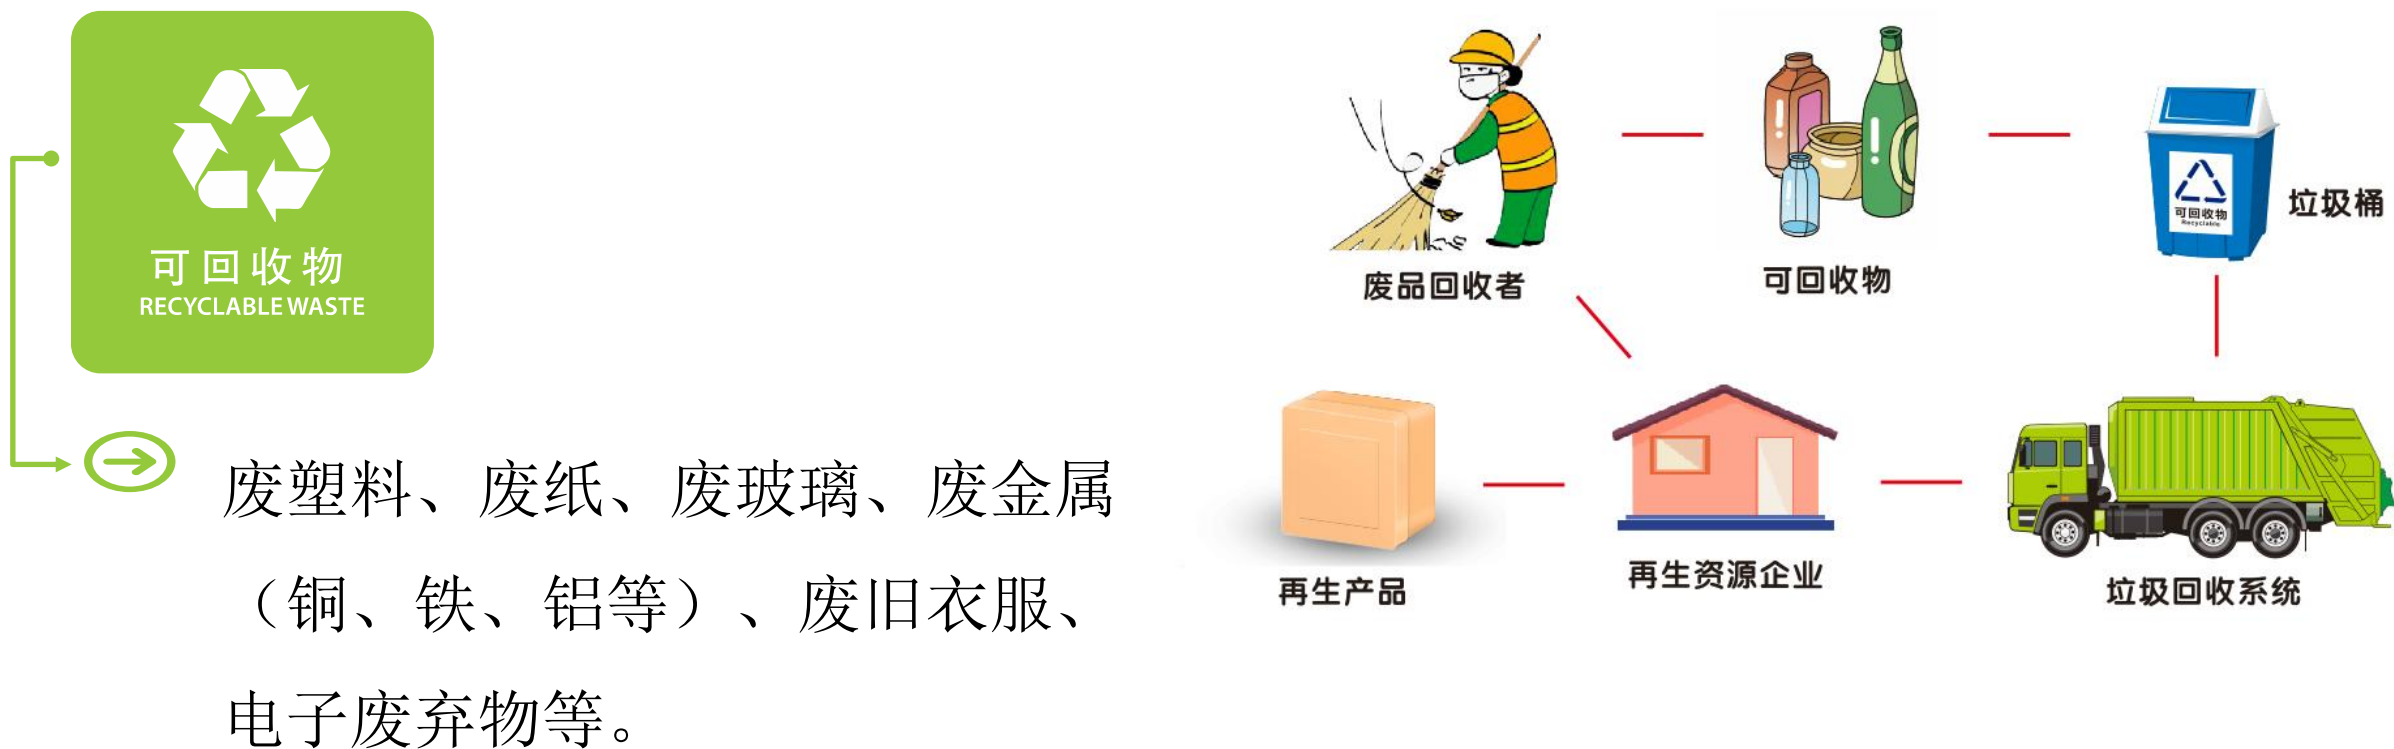 可回收物
RECYCLABLE WASTE
废塑料、废纸、废玻璃、废金属
（铜、铁、铝等）、废旧衣服、
电子废弃物等。
废品回收者
可回收物
可回收物
Recyclable
垃圾桶
再生产品
再生资源企业
垃圾回收系统